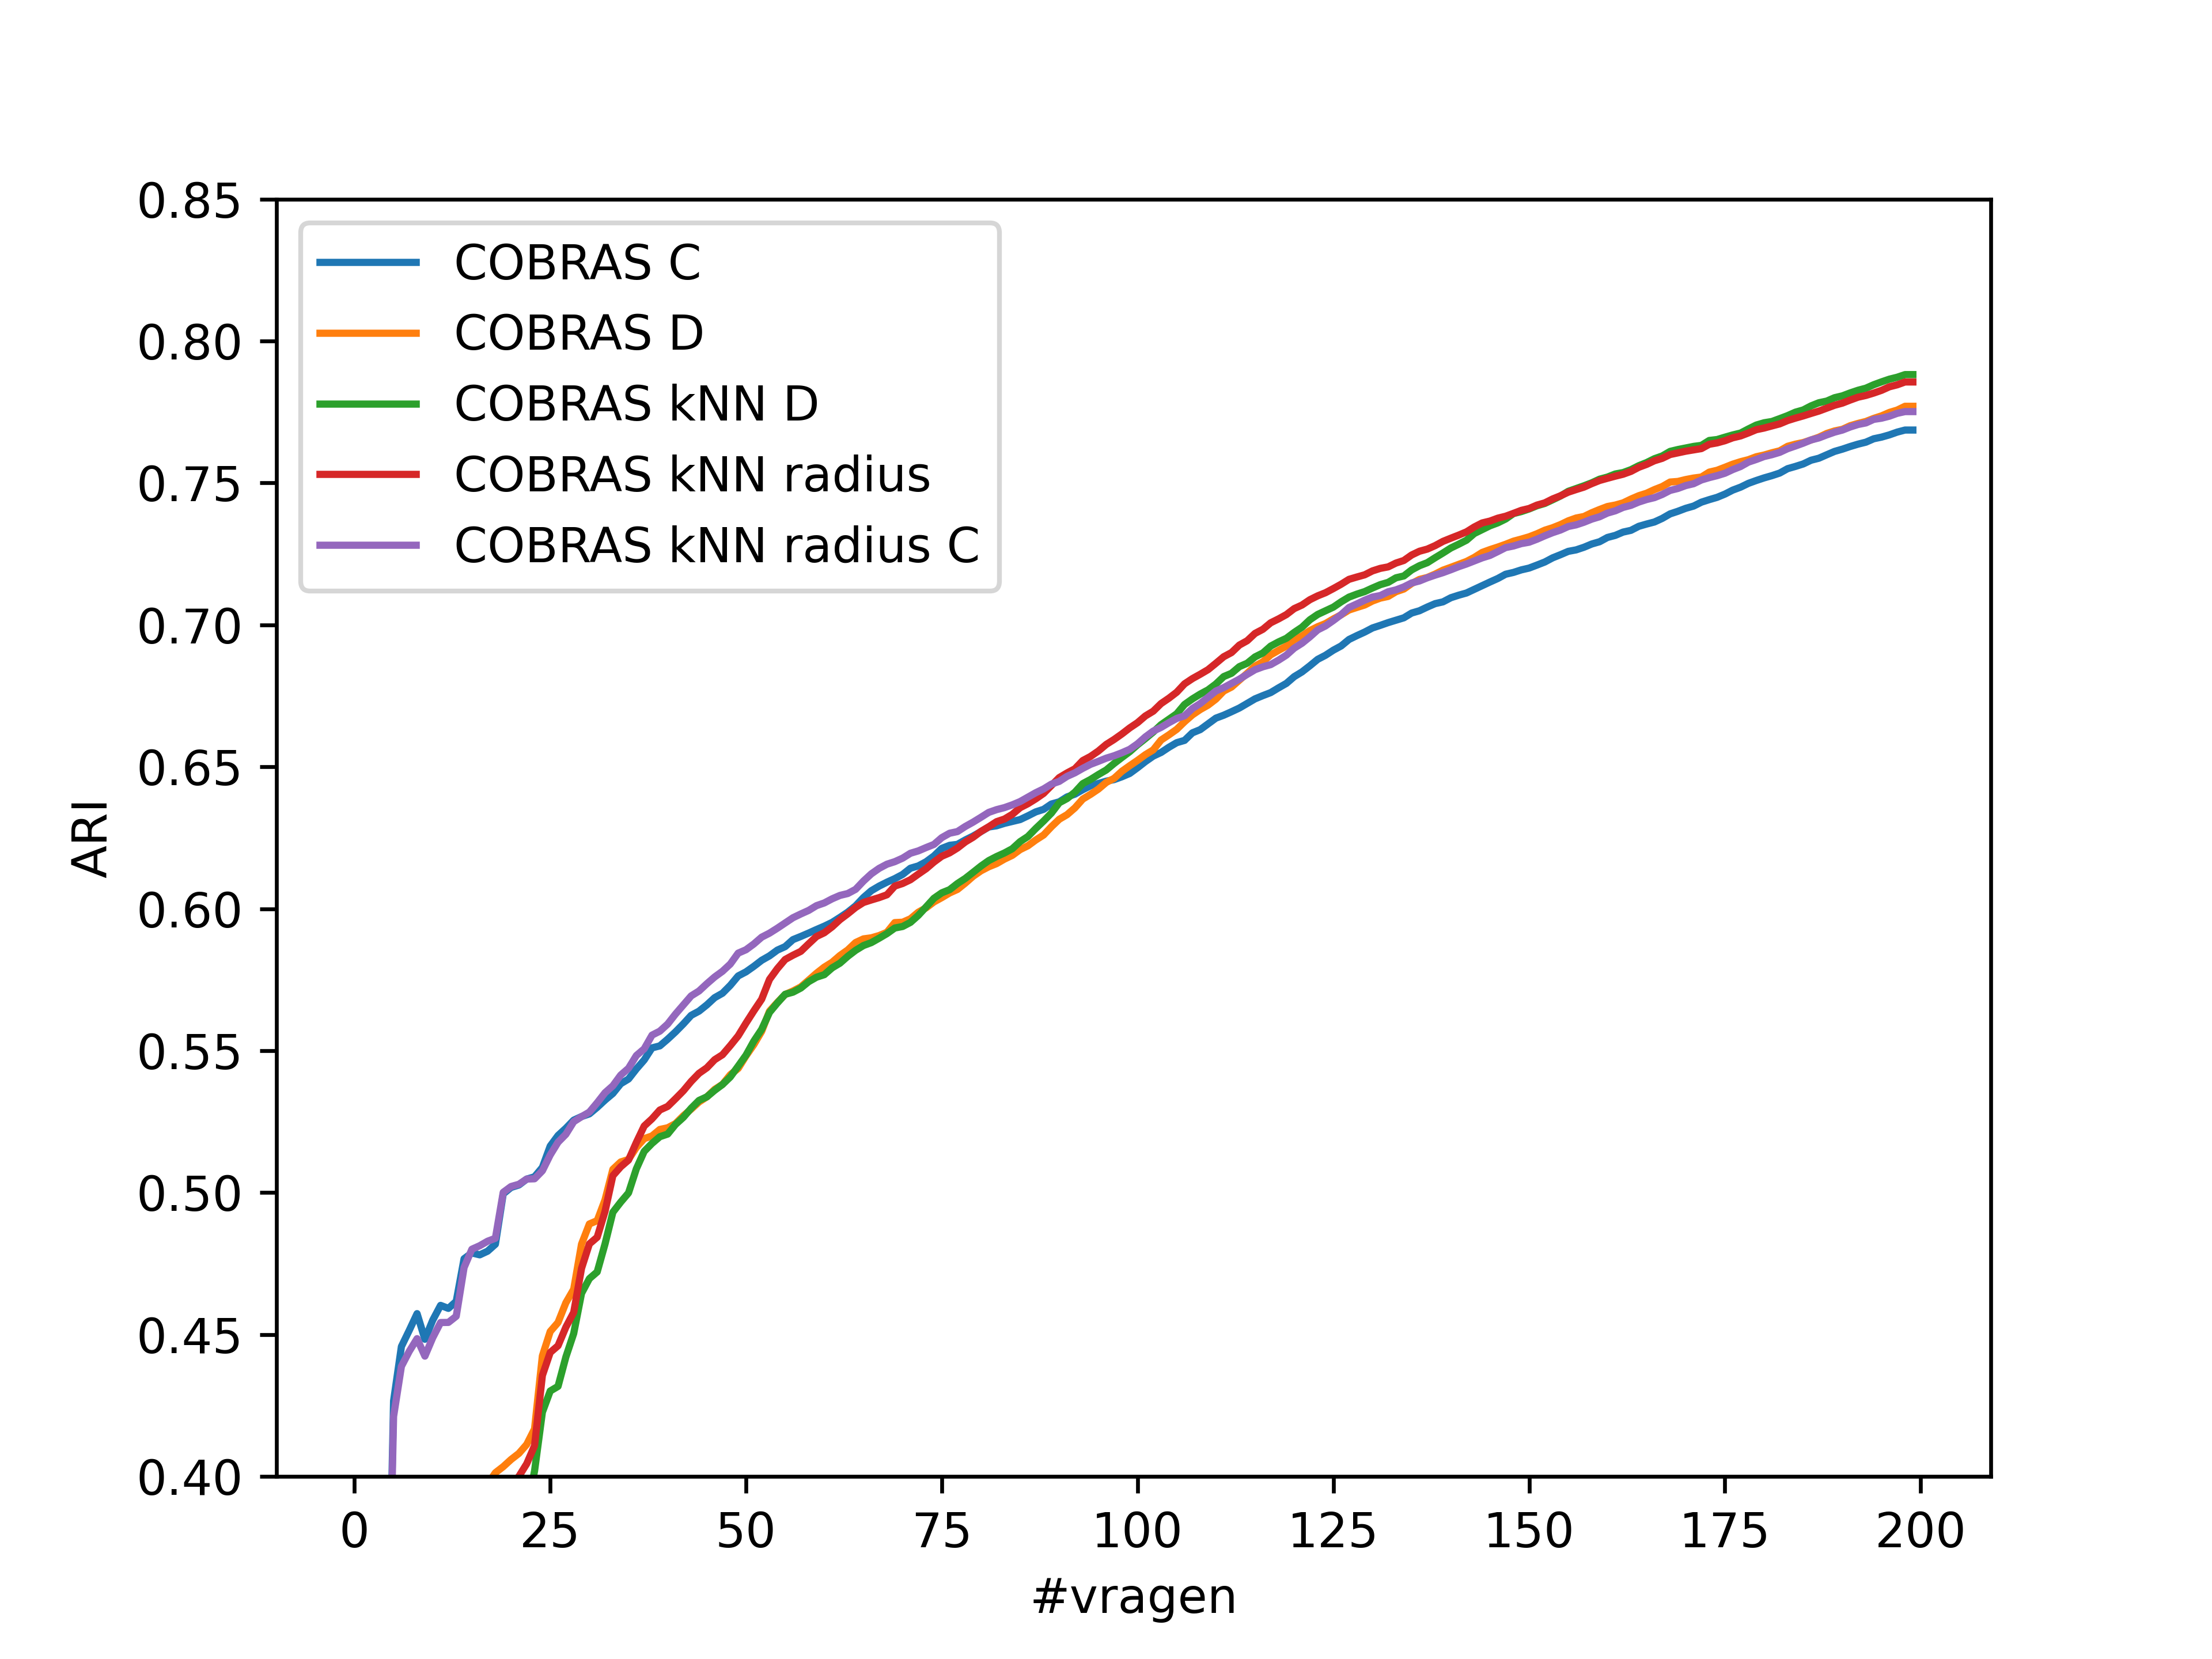 0.85
0.80
0.75
0.70
0.65
0.60
0.55
0.50
0.45
0.40
ARI
COBRAS C
COBRAS D
COBRAS kNN D
COBRAS kNN radius
COBRAS kNN radius C
0 25 50 75 100 125 150 175 200
#vragen